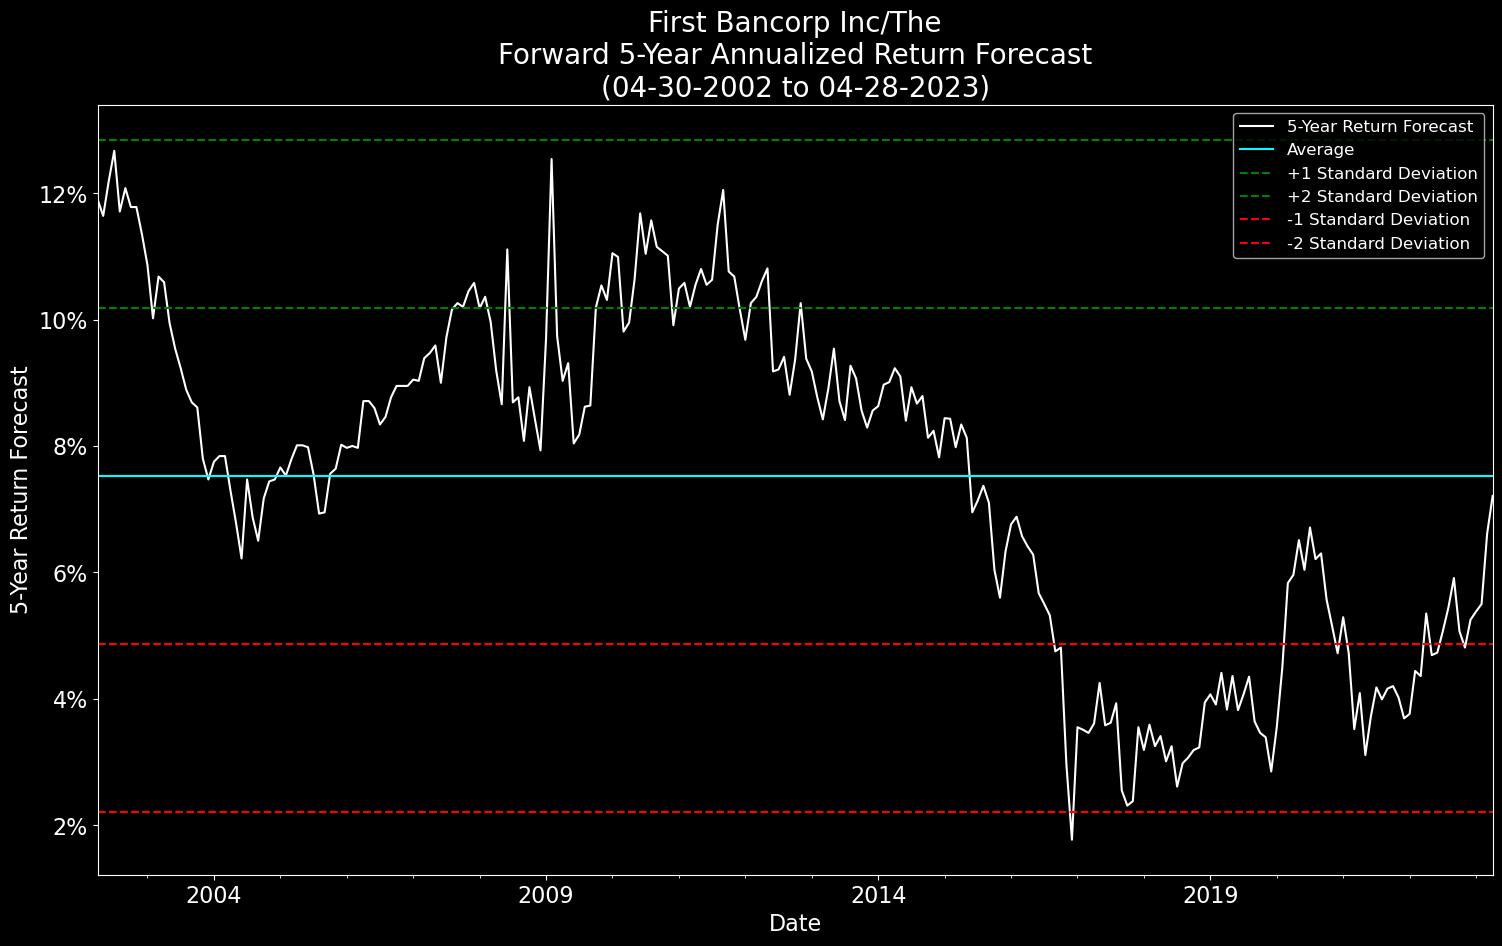 First Bancorp Inc/The
Forward 5-Year Annualized Return Forecast
(04-30-2002 to 04-28-2023)
5-Year Return Forecast
Average
+1 Standard Deviation
+2 Standard Deviation
-1 Standard Deviation
-2 Standard Deviation
12%
10%
8%
6%
4%
2%
5-Year Return Forecast
2004
2009
2014
2019
Date